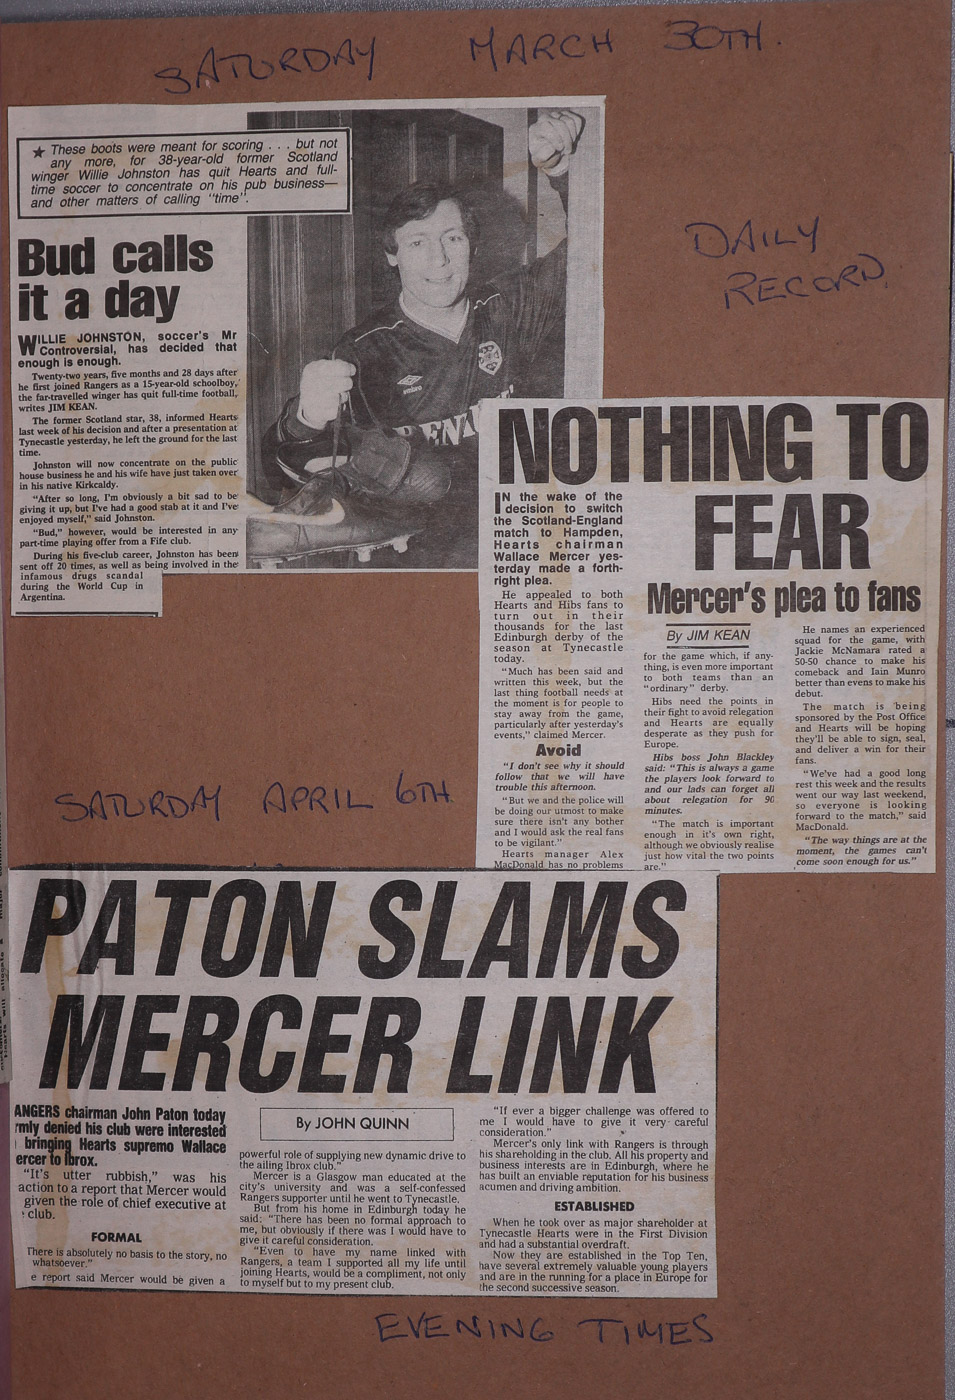 SATURDAY MARCH 30TH.
DAILY
RECORD
★ These boots were meant for scoring . . . but not
any more, for 38-year-old former Scotland
winger Willie Johnston has quit Hearts and full-
time soccer to concentrate on his pub business—
and other matters of calling "time".
Bud calls
it a day
WILLIE JOHNSTON, soccer's Mr
Controversial, has decided that
enough is enough.
Twenty-two years, five months and 28 days after
he first joined Rangers as a 15-year-old schoolboy,
the far-travelled winger has quit full-time football,
writes JIM KEAN.
The former Scotland star, 38, informed Hearts
last week of his decision and after a presentation at
Tynecastle yesterday, he left the ground for the last
time.
Johnston will now concentrate on the public
house business he and his wife have just taken over
in his native Kirkcaldy.
"After so long, I'm obviously a bit sad to be
giving it up, but I've had a good stab at it and I've
enjoyed myself," said Johnston.
"Bud," however, would be interested in any
part-time playing offer from a Fife club.
During his five-club career, Johnston has been
sent off 20 times, as well as being involved in the
infamous drugs scandal
during the World Cup in
Argentina.
umbro
RENT
NOTHING TO
FEAR
Mercer's plea to fans
By JIM KEAN
IN the wake of the
decision to switch
the Scotland-England
match to Hampden,
Hearts chairman
Wallace Mercer yes-
terday made a forth-
right plea.
He appealed to both
Hearts and Hibs fans to
turn out in their
thousands for the last
Edinburgh derby of the
season at Tynecastle
today.
"Much has been said and
written this week, but the
last thing football needs at
the moment is for people to
stay away from the game,
particularly after yesterday's
events," claimed Mercer.
Avoid
"I don't see why it should
follow that we will have
trouble this afternoon.
"But we and the police will
be doing our utmost to make
sure there isn't any bother
and I would ask the real fans
to be vigilant."
Hearts manager Alex
MacDonald has no problems
for the game which, if any-
thing, is even more important
to both teams than an
"ordinary" derby.
Hibs need the points in
their fight to avoid relegation
and Hearts are equally
desperate as they push for
Europe.
Hibs boss John Blackley
said: "This is always a game
the players look forward to
and our lads can forget all
about relegation for 90
minutes.
"The match is important
enough in it's own right,
although we obviously realise
just how vital the two points
are."
He names an experienced
squad for the game, with
Jackie McNamara rated a
50-50 chance to make his
comeback and Iain Munro
better than evens to make his
debut.
The match is being
sponsored by the Post Office
and Hearts will be hoping
they'll be able to sign, seal,
and deliver a win for their
fans.
"We've had a good long
rest this week and the results
went our way last weekend,
so everyone is looking
forward to the match," said
MacDonald.
"The way things are at the
moment, the games can't
come soon enough for us."
SATURDAY APRIL 6TH
PATON SLAMS
MERCER LINK
By JOHN QUINN
ANGERS chairman John Paton today
rmly denied his club were interested
bringing Hearts supremo Wallace
ercer to Ibrox.
"It's utter rubbish," was his
action to a report that Mercer would
given the role of chief executive at
club.
FORMAL
There is absolutely no basis to the story, no
whatsoever."
e report said Mercer would be given a
powerful role of supplying new dynamic drive to
the ailing Ibrox club."
Mercer is a Glasgow man educated at the
city's university and was a self-confessed
Rangers supporter until he went to Tynecastle.
But from his home in Edinburgh today he
said: "There has been no formal approach to
me, but obviously if there was I would have to
give it careful consideration.
"Even to have my name linked with
Rangers, a team I supported all my life until
joining Hearts, would be a compliment, not only
to myself but to my present club.
"If ever a bigger challenge was offered to
me I would have to give it very careful
consideration."
Mercer's only link with Rangers is through
his shareholding in the club. All his property and
business interests are in Edinburgh, where he
has built an enviable reputation for his business
acumen and driving ambition.
ESTABLISHED
When he took over as major shareholder at
Tynecastle Hearts were in the First Division
and had a substantial overdraft.
Now they are established in the Top Ten,
have several extremely valuable young players
and are in the running for a place in Europe for
the second successive season.
EVENING TIMES